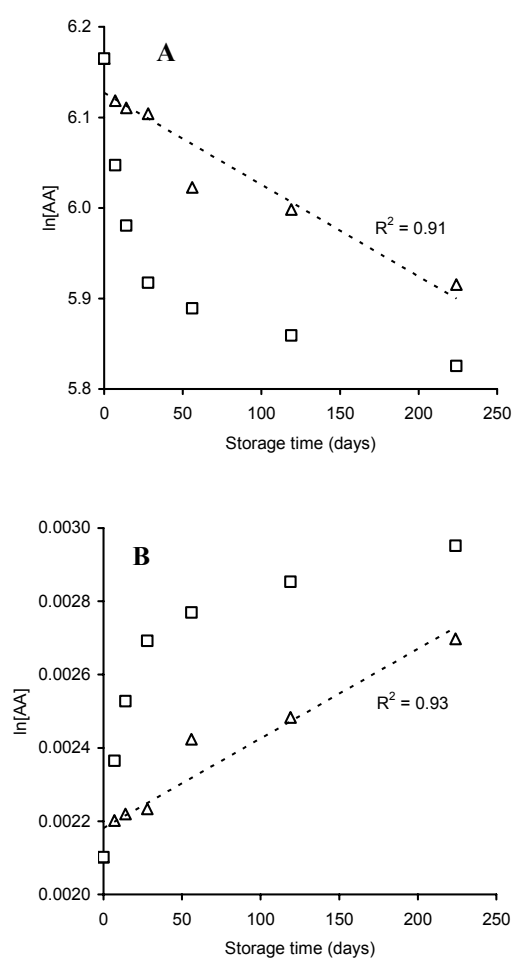 6.2
A
6.1
6.0
ln[AA]
R² = 0.91
5.9
5.8
0 50 100 150 200 250
Storage time (days)
0.0030
B
0.0028
0.0026
ln[AA]
R² = 0.93
0.0024
0.0022
0.0020
0 50 100 150 200 250
Storage time (days)